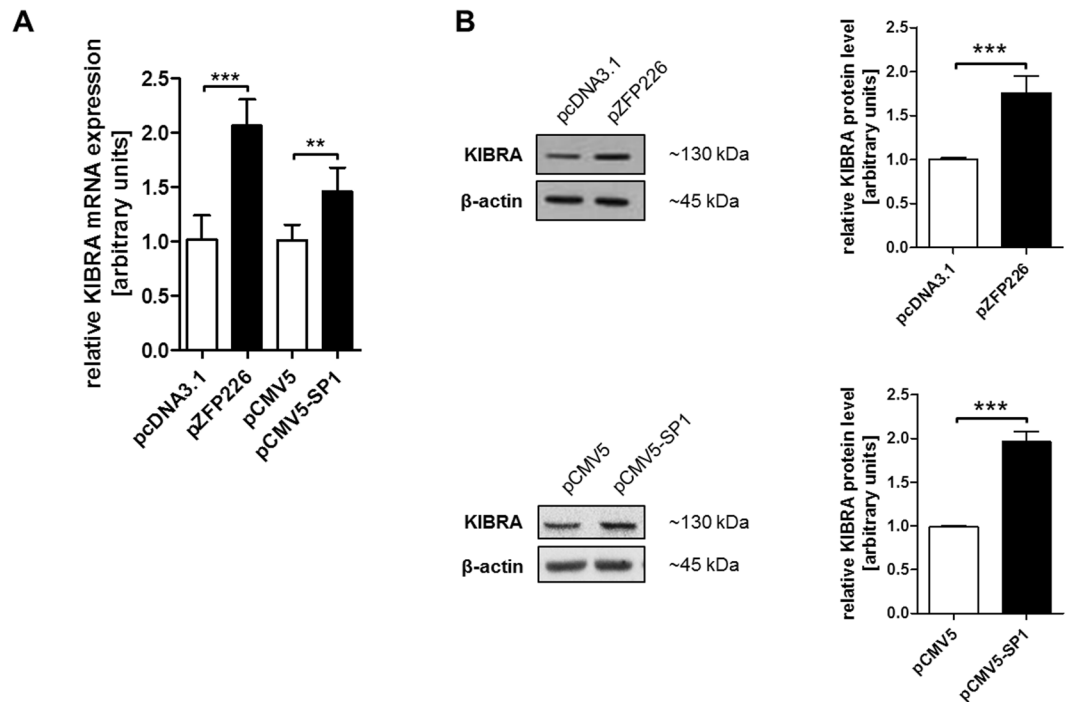 A
relative KIBRA mRNA expression
[arbitrary units]
2.5
2.0
1.5
1.0
0.5
0.0
***
**
pcDNA3.1
pZFP226
pCMV5
pCMV5-SP1
B
pcDNA3.1
pZFP226
KIBRA
~130 kDa
β-actin
~45 kDa
relative KIBRA protein level
[arbitrary units]
2.5
2.0
1.5
1.0
0.5
0.0
***
pcDNA3.1
pZFP226
pCMV5
pCMV5-SP1
KIBRA
~130 kDa
β-actin
~45 kDa
relative KIBRA protein level
[arbitrary units]
2.5
2.0
1.5
1.0
0.5
0.0
***
pCMV5
pCMV5-SP1